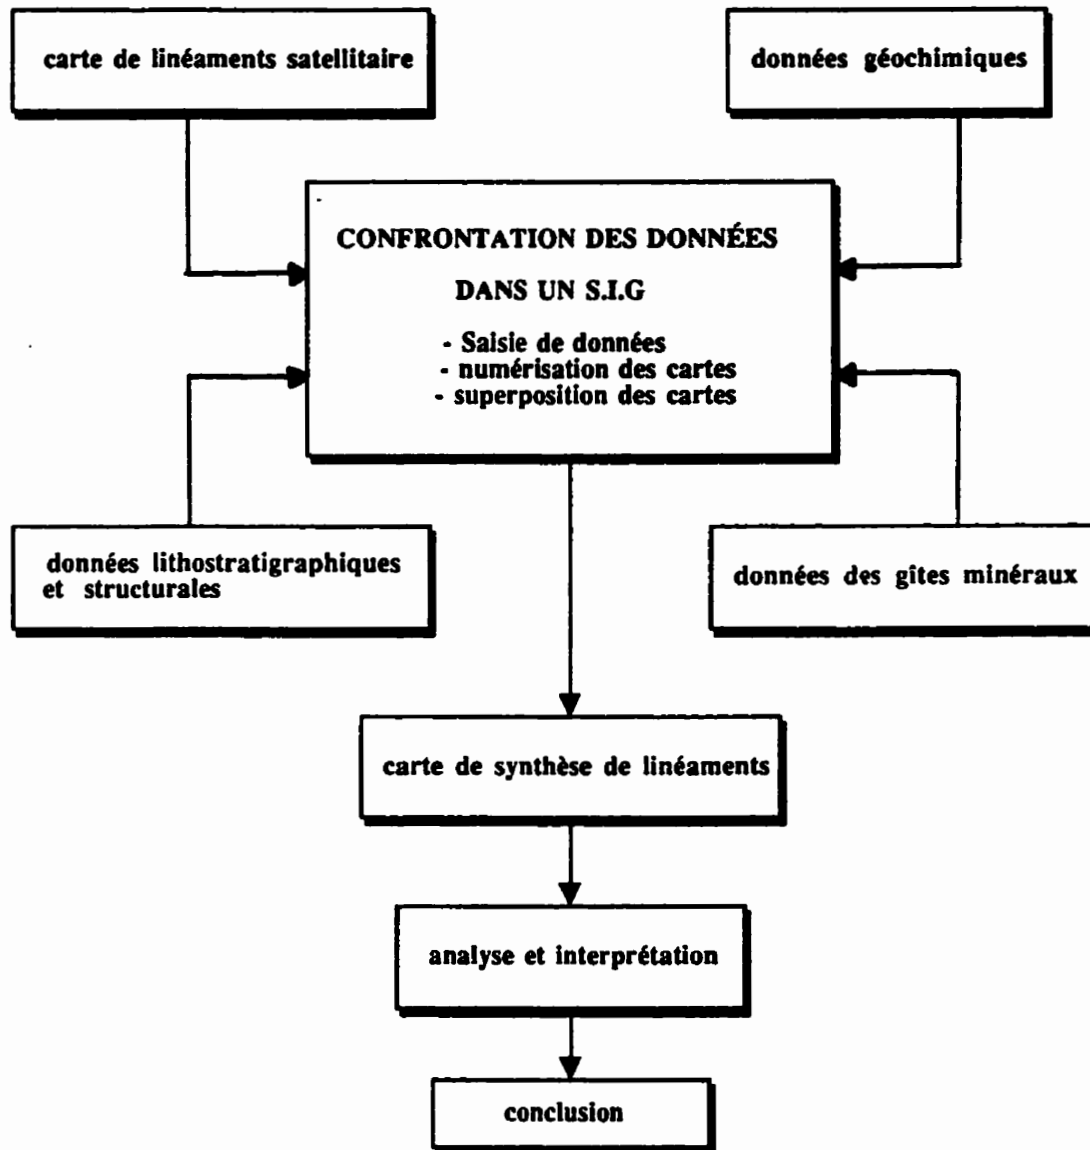 carte de linéaments satellitaire
données géochimiques
CONFRONTATION DES DONNÉES
DANS UN S.I.G
- Saisie de données
- numérisation des cartes
- superposition des cartes
données lithostratigraphiques
et structurales
données des gîtes minéraux
carte de synthèse de linéaments
analyse et interprétation
conclusion